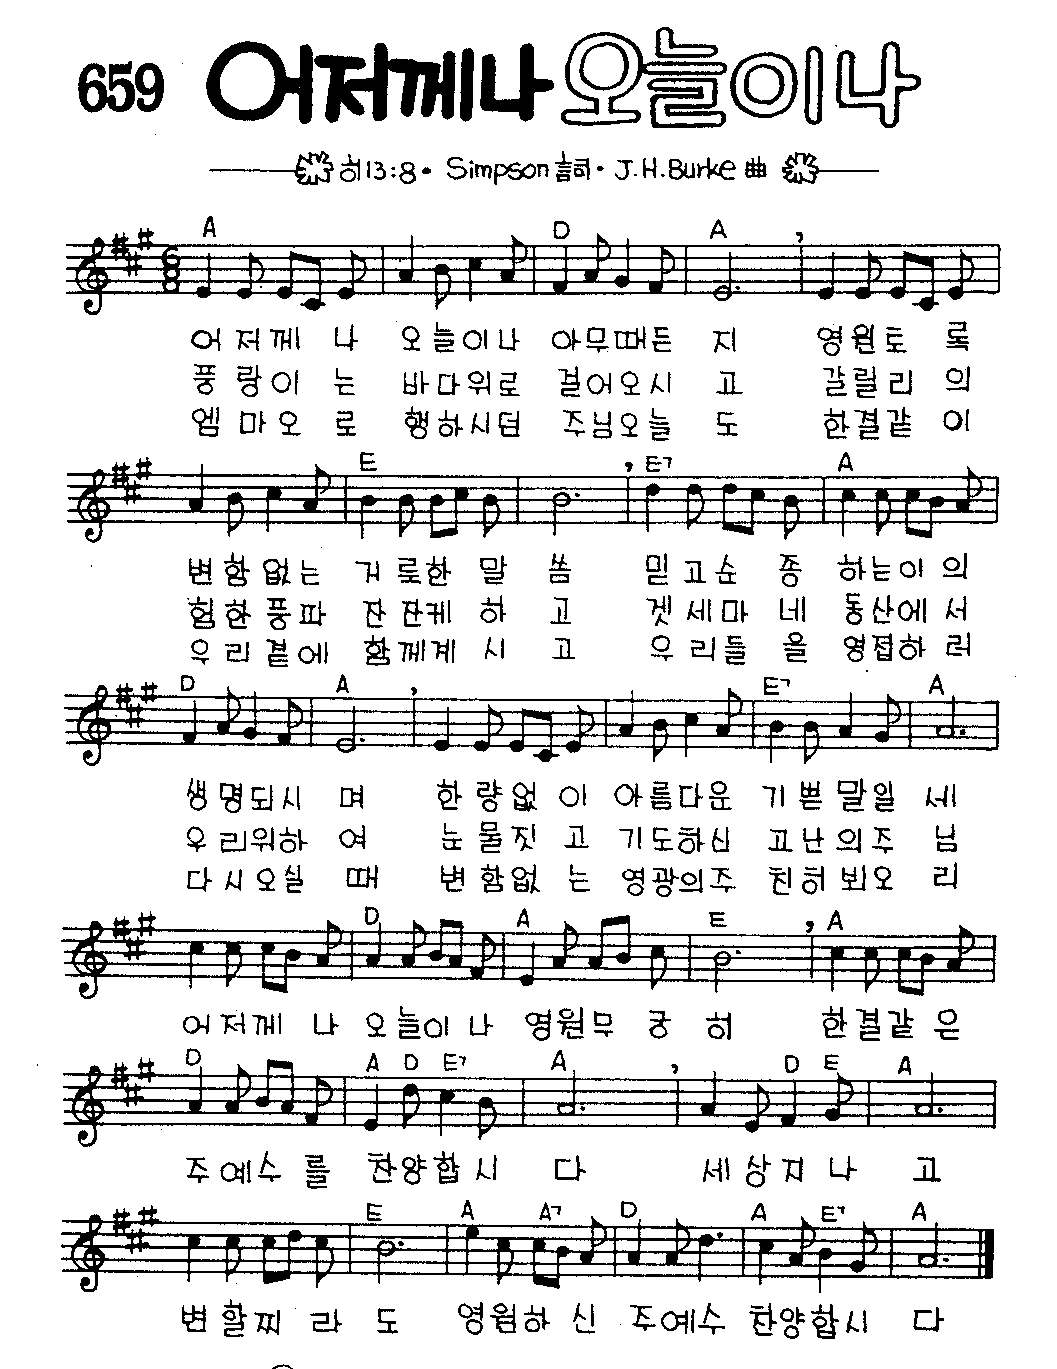 659 어저께나 오늘이나
히 13:8 · Simpson 詞 · J.H.Burke 曲
A D A
어 저 께 나 오 늘 이 나 아 무 때 든 지 영 원 토 록
풍 랑 이 는 바 다 위 로 걸 어 오 시 고 갈 릴 리 의
엠 마 오 로 행 하 시 던 주 님 오 늘 도 한 결 같 이
E E7 A
변 함 없 는 거 룩 한 말 씀 믿 고 순 종 하 는 이 의
험 한 풍 파 잔 잔 케 하 고 겟 세 마 네 동 산 에 서
우 리 곁 에 함 께 계 시 고 우 리 들 을 영 접 하 러
D A E7 A
생 명 되 시 며 한 량 없 이 아 름 다 운 기 쁜 말 일 세
우 리 위 하 여 눈 물 짓 고 기 도 하 신 고 난 의 주 님
다 시 오 실 때 변 함 없 는 영 광 의 주 친 히 뵈 오 리
D A E A
어 저 께 나 오 늘 이 나 영 원 무 궁 히 한 결 같 은
D A D E7 A D E A
주 예 수 를 찬 양 합 시 다 세 상 지 나 고
E A A7 D A E7 A
변 할 찌 라 도 영 원 하 신 주 예 수 찬 양 합 시 다